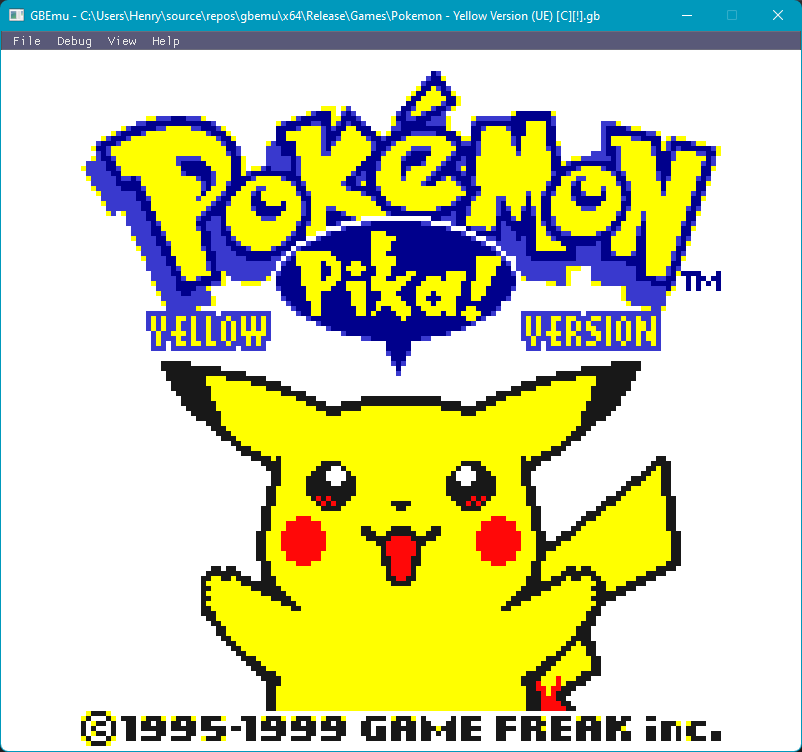 GBEmu - C:\Users\Henry\source\repos\gbemu\x64\Release\Games\Pokemon - Yellow Version (UE) [C][!].gb
File Debug View Help
POKéMON
Pika!
TM
YELLOW VERSION
©1995-1999 GAME FREAK inc.